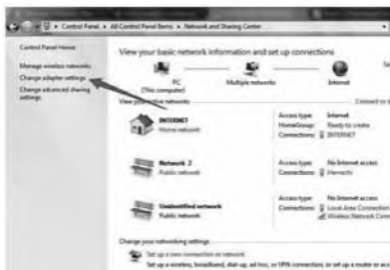 Control Panel ▸ All Control Panel Items ▸ Network and Sharing Center
Control Panel Home
Manage wireless networks
Change adapter settings
Change advanced sharing settings
View your basic network information and set up connections
PC
(This computer)
Multiple networks
Internet
View your active networks
Connect or
INTERNET
Home network
Access type: Internet
HomeGroup: Ready to create
Connections: INTERNET
Network 2
Public network
Access type: No Internet access
Connections: Hamachi
Unidentified network
Public network
Access type: No Internet access
Connections: Local Area Connection
Wireless Network Conn
Change your networking settings
Set up a new connection or network
Set up a wireless, broadband, dial-up, ad hoc, or VPN connection; or set up a router or acc